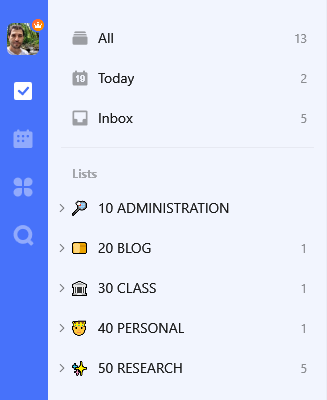 All 13
19 Today 2
Inbox 5
Lists
10 ADMINISTRATION
20 BLOG 1
30 CLASS 1
40 PERSONAL 1
50 RESEARCH 5